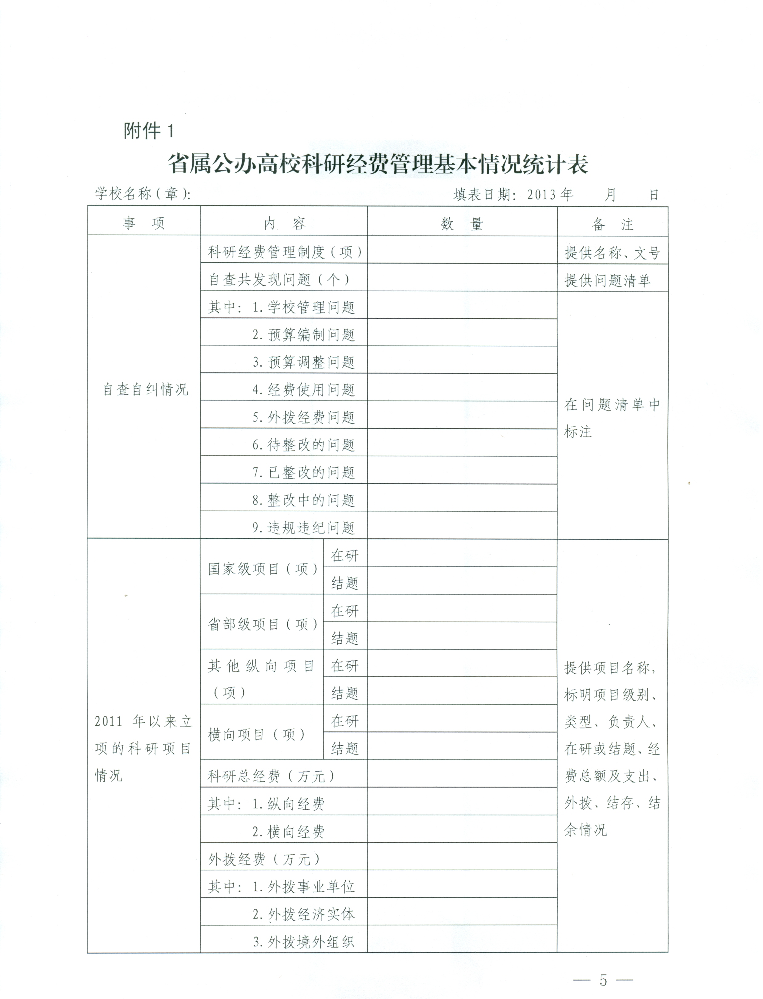 附件 1
省属公办高校科研经费管理基本情况统计表
学校名称(章): 填表日期: 2013年 月 日
事 项 内 容 数 量 备 注
科研经费管理制度(项) 提供名称、文号
自查共发现问题(个) 提供问题清单
其中: 1.学校管理问题
2.预算编制问题
3.预算调整问题
自查自纠情况 4.经费使用问题
5.外拨经费问题
在问题清单中
标注
6.待整改的问题
7.已整改的问题
8.整改中的问题
9.违规违纪问题
国家级项目(项) 在研
结题
省部级项目(项) 在研
结题
其他纵向项目
(项)
在研
结题
横向项目(项) 在研
结题
2011 年以来立
项的科研项目
情况
科研总经费(万元)
其中: 1.纵向经费
2.横向经费
外拨经费(万元)
其中: 1.外拨事业单位
2.外拨经济实体
3.外拨境外组织
提供项目名称,
标明项目级别、
类型、负责人、
在研或结题、经
费总额及支出、
外拨、结存、结
余情况
— 5 —